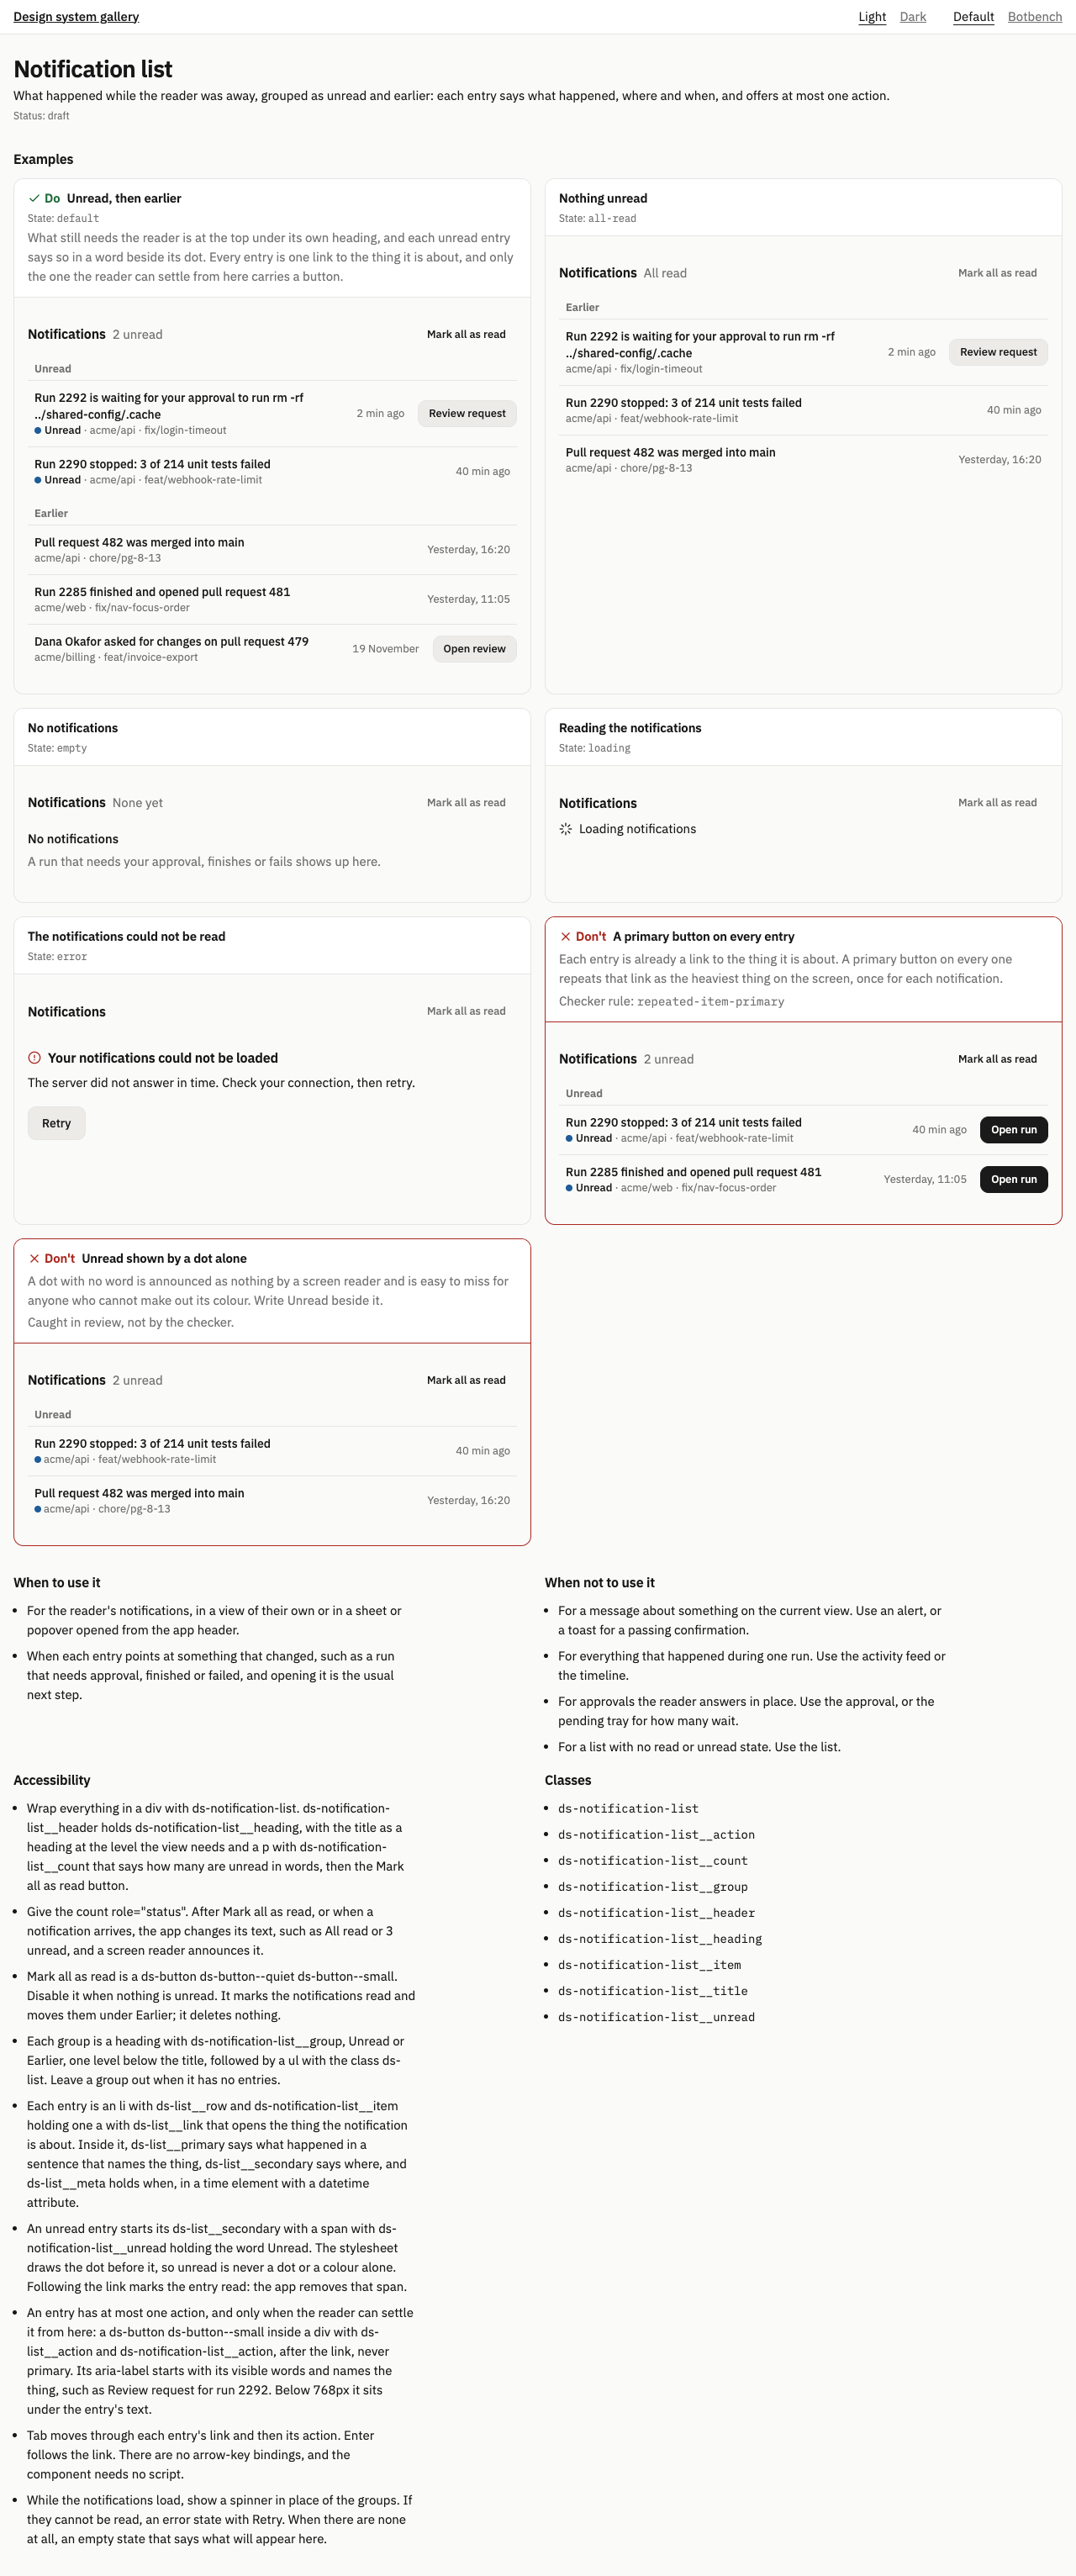 Design system gallery
Light Dark Default Botbench
Notification list
What happened while the reader was away, grouped as unread and earlier: each entry says what happened, where and when, and offers at most one action.
Status: draft
Examples
Do Unread, then earlier
State: default
What still needs the reader is at the top under its own heading, and each unread entry
says so in a word beside its dot. Every entry is one link to the thing it is about, and only
the one the reader can settle from here carries a button.
Notifications 2 unread Mark all as read
Unread
Run 2292 is waiting for your approval to run rm -rf
../shared-config/.cache
2 min ago Review request
Unread · acme/api · fix/login-timeout
Run 2290 stopped: 3 of 214 unit tests failed
Unread · acme/api · feat/webhook-rate-limit
40 min ago
Earlier
Pull request 482 was merged into main
acme/api · chore/pg-8-13
Yesterday, 16:20
Run 2285 finished and opened pull request 481
acme/web · fix/nav-focus-order
Yesterday, 11:05
Dana Okafor asked for changes on pull request 479
acme/billing · feat/invoice-export
19 November Open review
Nothing unread
State: all-read
Notifications All read Mark all as read
Earlier
Run 2292 is waiting for your approval to run rm -rf
../shared-config/.cache
acme/api · fix/login-timeout
2 min ago Review request
Run 2290 stopped: 3 of 214 unit tests failed
acme/api · feat/webhook-rate-limit
40 min ago
Pull request 482 was merged into main
acme/api · chore/pg-8-13
Yesterday, 16:20
No notifications
State: empty
Notifications None yet Mark all as read
No notifications
A run that needs your approval, finishes or fails shows up here.
Reading the notifications
State: loading
Notifications Mark all as read
Loading notifications
The notifications could not be read
State: error
Notifications Mark all as read
Your notifications could not be loaded
The server did not answer in time. Check your connection, then retry.
Retry
Don't A primary button on every entry
Each entry is already a link to the thing it is about. A primary button on every one
repeats that link as the heaviest thing on the screen, once for each notification.
Checker rule: repeated-item-primary
Notifications 2 unread Mark all as read
Unread
Run 2290 stopped: 3 of 214 unit tests failed
Unread · acme/api · feat/webhook-rate-limit
40 min ago Open run
Run 2285 finished and opened pull request 481
Unread · acme/web · fix/nav-focus-order
Yesterday, 11:05 Open run
Don't Unread shown by a dot alone
A dot with no word is announced as nothing by a screen reader and is easy to miss for
anyone who cannot make out its colour. Write Unread beside it.
Caught in review, not by the checker.
Notifications 2 unread Mark all as read
Unread
Run 2290 stopped: 3 of 214 unit tests failed
acme/api · feat/webhook-rate-limit
40 min ago
Pull request 482 was merged into main
acme/api · chore/pg-8-13
Yesterday, 16:20
When to use it
For the reader's notifications, in a view of their own or in a sheet or
popover opened from the app header.
When each entry points at something that changed, such as a run
that needs approval, finished or failed, and opening it is the usual
next step.
When not to use it
For a message about something on the current view. Use an alert, or
a toast for a passing confirmation.
For everything that happened during one run. Use the activity feed or
the timeline.
For approvals the reader answers in place. Use the approval, or the
pending tray for how many wait.
For a list with no read or unread state. Use the list.
Accessibility
Wrap everything in a div with ds-notification-list. ds-notification-
list__header holds ds-notification-list__heading, with the title as a
heading at the level the view needs and a p with ds-notification-
list__count that says how many are unread in words, then the Mark
all as read button.
Give the count role="status". After Mark all as read, or when a
notification arrives, the app changes its text, such as All read or 3
unread, and a screen reader announces it.
Mark all as read is a ds-button ds-button--quiet ds-button--small.
Disable it when nothing is unread. It marks the notifications read and
moves them under Earlier; it deletes nothing.
Each group is a heading with ds-notification-list__group, Unread or
Earlier, one level below the title, followed by a ul with the class ds-
list. Leave a group out when it has no entries.
Each entry is an li with ds-list__row and ds-notification-list__item
holding one a with ds-list__link that opens the thing the notification
is about. Inside it, ds-list__primary says what happened in a
sentence that names the thing, ds-list__secondary says where, and
ds-list__meta holds when, in a time element with a datetime
attribute.
An unread entry starts its ds-list__secondary with a span with ds-
notification-list__unread holding the word Unread. The stylesheet
draws the dot before it, so unread is never a dot or a colour alone.
Following the link marks the entry read: the app removes that span.
An entry has at most one action, and only when the reader can settle
it from here: a ds-button ds-button--small inside a div with ds-
list__action and ds-notification-list__action, after the link, never
primary. Its aria-label starts with its visible words and names the
thing, such as Review request for run 2292. Below 768px it sits
under the entry's text.
Tab moves through each entry's link and then its action. Enter
follows the link. There are no arrow-key bindings, and the
component needs no script.
While the notifications load, show a spinner in place of the groups. If
they cannot be read, an error state with Retry. When there are none
at all, an empty state that says what will appear here.
Classes
ds-notification-list
ds-notification-list__action
ds-notification-list__count
ds-notification-list__group
ds-notification-list__header
ds-notification-list__heading
ds-notification-list__item
ds-notification-list__title
ds-notification-list__unread